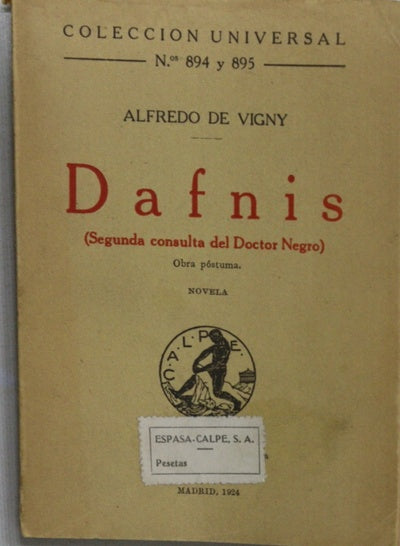 COLECCION UNIVERSAL
N.os 894 y 895
ALFREDO DE VIGNY
Dafnis
(Segunda consulta del Doctor Negro)
Obra póstuma.
NOVELA
C.A.L.P.E.
ESPASA-CALPE, S. A.
Pesetas
MADRID, 1924